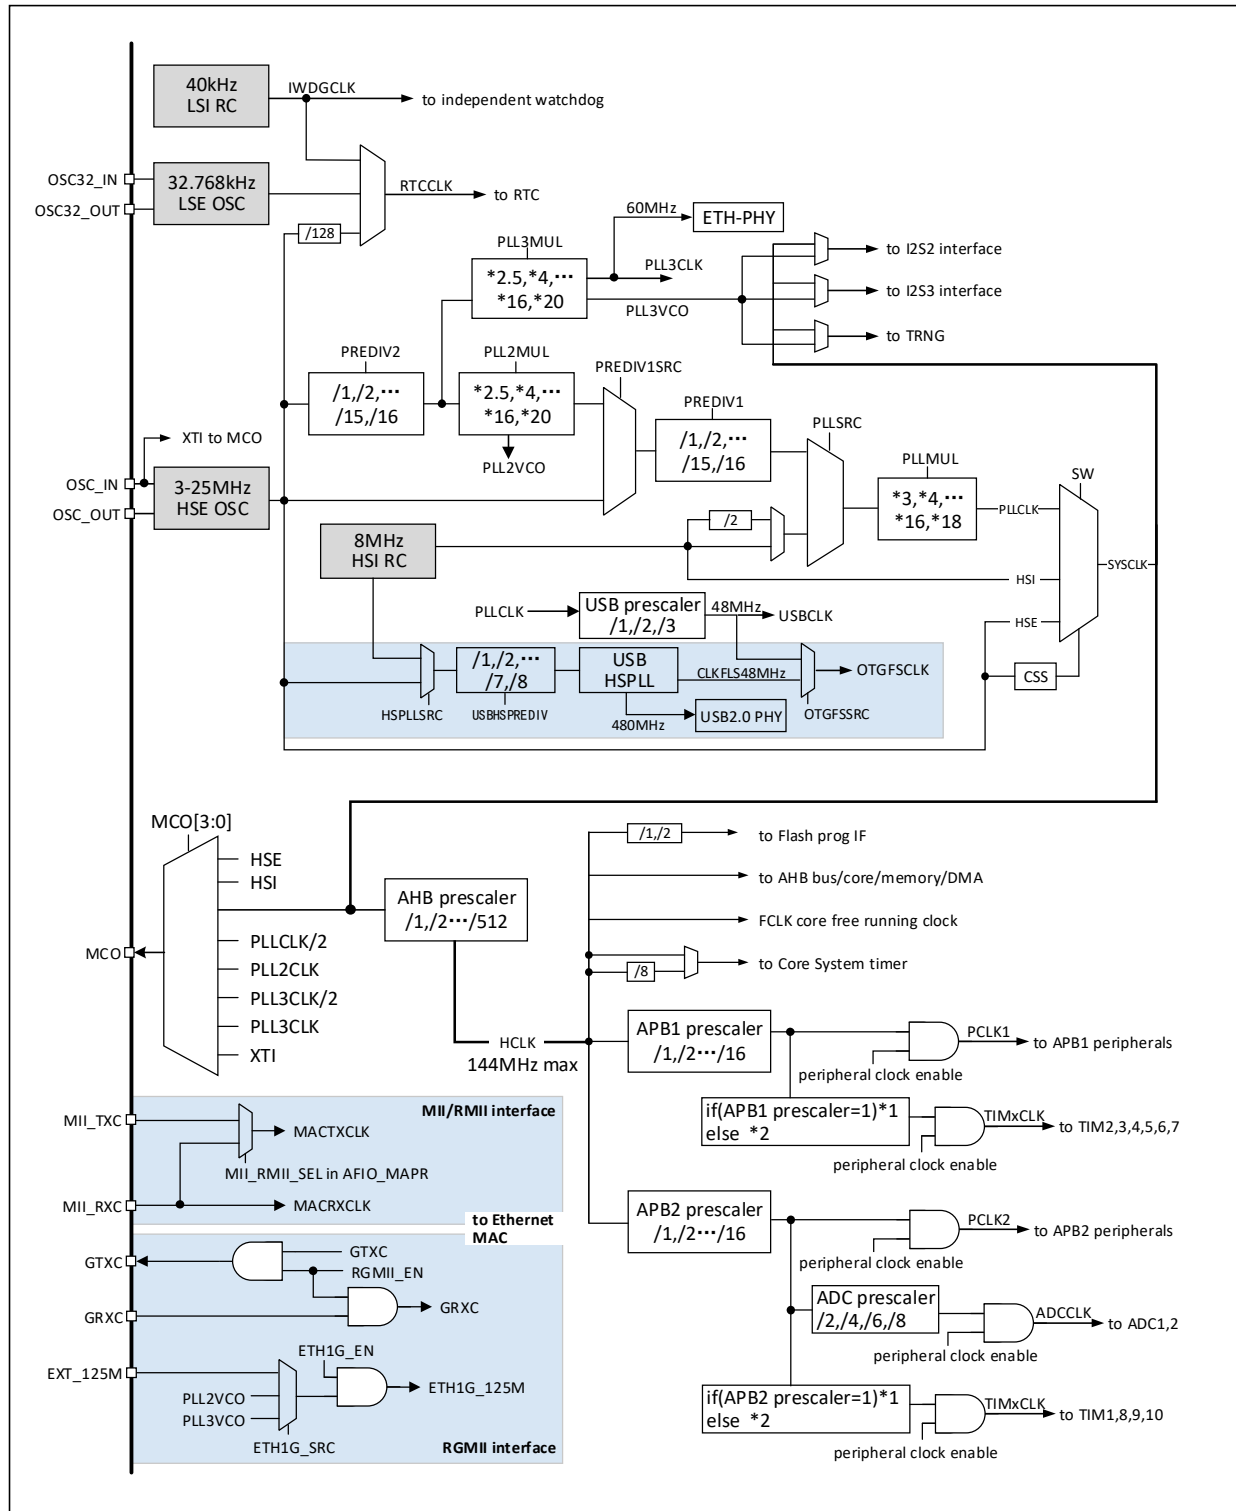 40kHz
LSI RC
IWDGCLK
to independent watchdog
OSC32_IN
OSC32_OUT
32.768kHz
LSE OSC
RTCCLK
to RTC
/128
60MHz
ETH-PHY
PLL3MUL
*2.5,*4,···
*16,*20
PLL3CLK
PLL3VCO
to I2S2 interface
to I2S3 interface
to TRNG
PREDIV2
/1,/2,···
/15,/16
PLL2MUL
*2.5,*4,···
*16,*20
PLL2VCO
PREDIV1SRC
PREDIV1
/1,/2,···
/15,/16
PLLSRC
PLLMUL
*3,*4,···
*16,*18
PLLCLK
SW
SYSCLK
HSI
HSE
CSS
XTI to MCO
OSC_IN
OSC_OUT
3-25MHz
HSE OSC
/2
8MHz
HSI RC
PLLCLK
USB prescaler
/1,/2,/3
48MHz
USBCLK
HSPLLSRC
/1,/2,···
/7,/8
USBHSPREDIV
USB
HSPLL
CLKFLS48MHz
480MHz
USB2.0 PHY
OTGFSCLK
OTGFSSRC
MCO[3:0]
HSE
HSI
PLLCLK/2
PLL2CLK
PLL3CLK/2
PLL3CLK
XTI
MCO
AHB prescaler
/1,/2···/512
HCLK
144MHz max
/1,/2
to Flash prog IF
to AHB bus/core/memory/DMA
FCLK core free running clock
/8
to Core System timer
APB1 prescaler
/1,/2···/16
PCLK1
to APB1 peripherals
peripheral clock enable
if(APB1 prescaler=1)*1
else *2
TIMxCLK
to TIM2,3,4,5,6,7
peripheral clock enable
APB2 prescaler
/1,/2···/16
PCLK2
to APB2 peripherals
peripheral clock enable
ADC prescaler
/2,/4,/6,/8
ADCCLK
to ADC1,2
peripheral clock enable
if(APB2 prescaler=1)*1
else *2
TIMxCLK
to TIM1,8,9,10
peripheral clock enable
MII/RMII interface
MII_TXC
MACTXCLK
MII_RMII_SEL in AFIO_MAPR
MII_RXC
MACRXCLK
to Ethernet
MAC
GTXC
GTXC
RGMII_EN
GRXC
GRXC
ETH1G_EN
EXT_125M
PLL2VCO
PLL3VCO
ETH1G_125M
ETH1G_SRC
RGMII interface